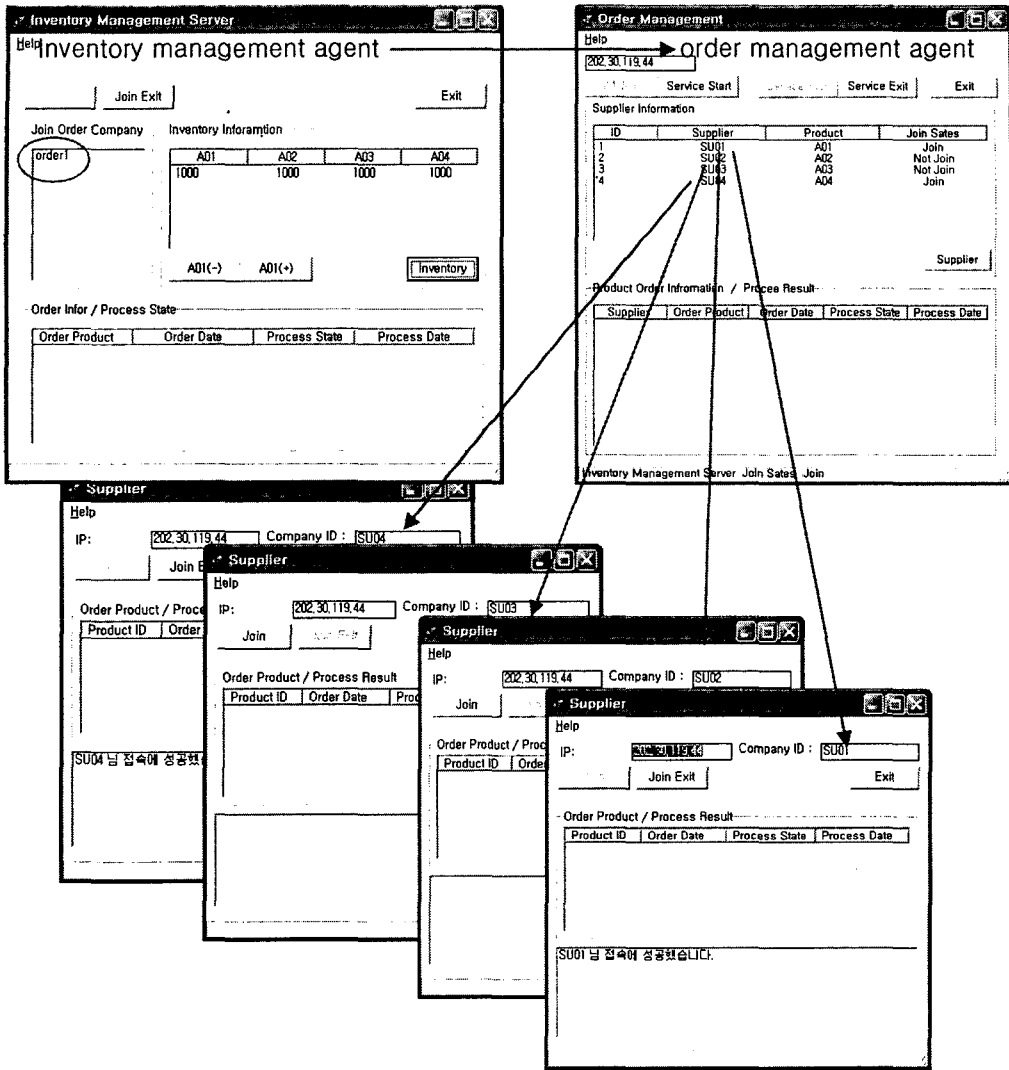 Inventory Management Server
Help
Inventory management agent
Join Exit
Exit
Join Order Company
Inventory Inforamtion
order1
A01 A02 A03 A04
1000 1000 1000 1000
A01(-) A01(+)
Inventory
Order Infor / Process State
Order Product Order Date Process State Process Date
Order Management
Help
order management agent
202,30,119,44
Service Start
Service Exit
Exit
Supplier Information
ID Supplier Product Join Sates
1 SU01 A01 Join
2 SU02 A02 Not Join
3 SU03 A03 Not Join
4 SU04 A04 Join
Supplier
Product Order Infromation / Procee Result
Supplier Order Product Order Date Process State Process Date
Inventory Management Server Join Sates Join
Supplier
Help
IP: 202,30,119,44 Company ID : SU04
Join E
Order Product / Proce
Product ID Order
SU04 님 접속에 성공했
Supplier
Help
IP: 202,30,119,44 Company ID : SU03
Join
Order Product / Process Result
Product ID Order Date Proc
Supplier
Help
IP: 202,30,119,44 Company ID : SU02
Join
Order Product / Proc
Product ID Order
Supplier
Help
IP: 202,30,119,44 Company ID : SU01
Join Exit
Exit
Order Product / Process Result
Product ID Order Date Process State Process Date
SU01 님 접속에 성공했습니다.